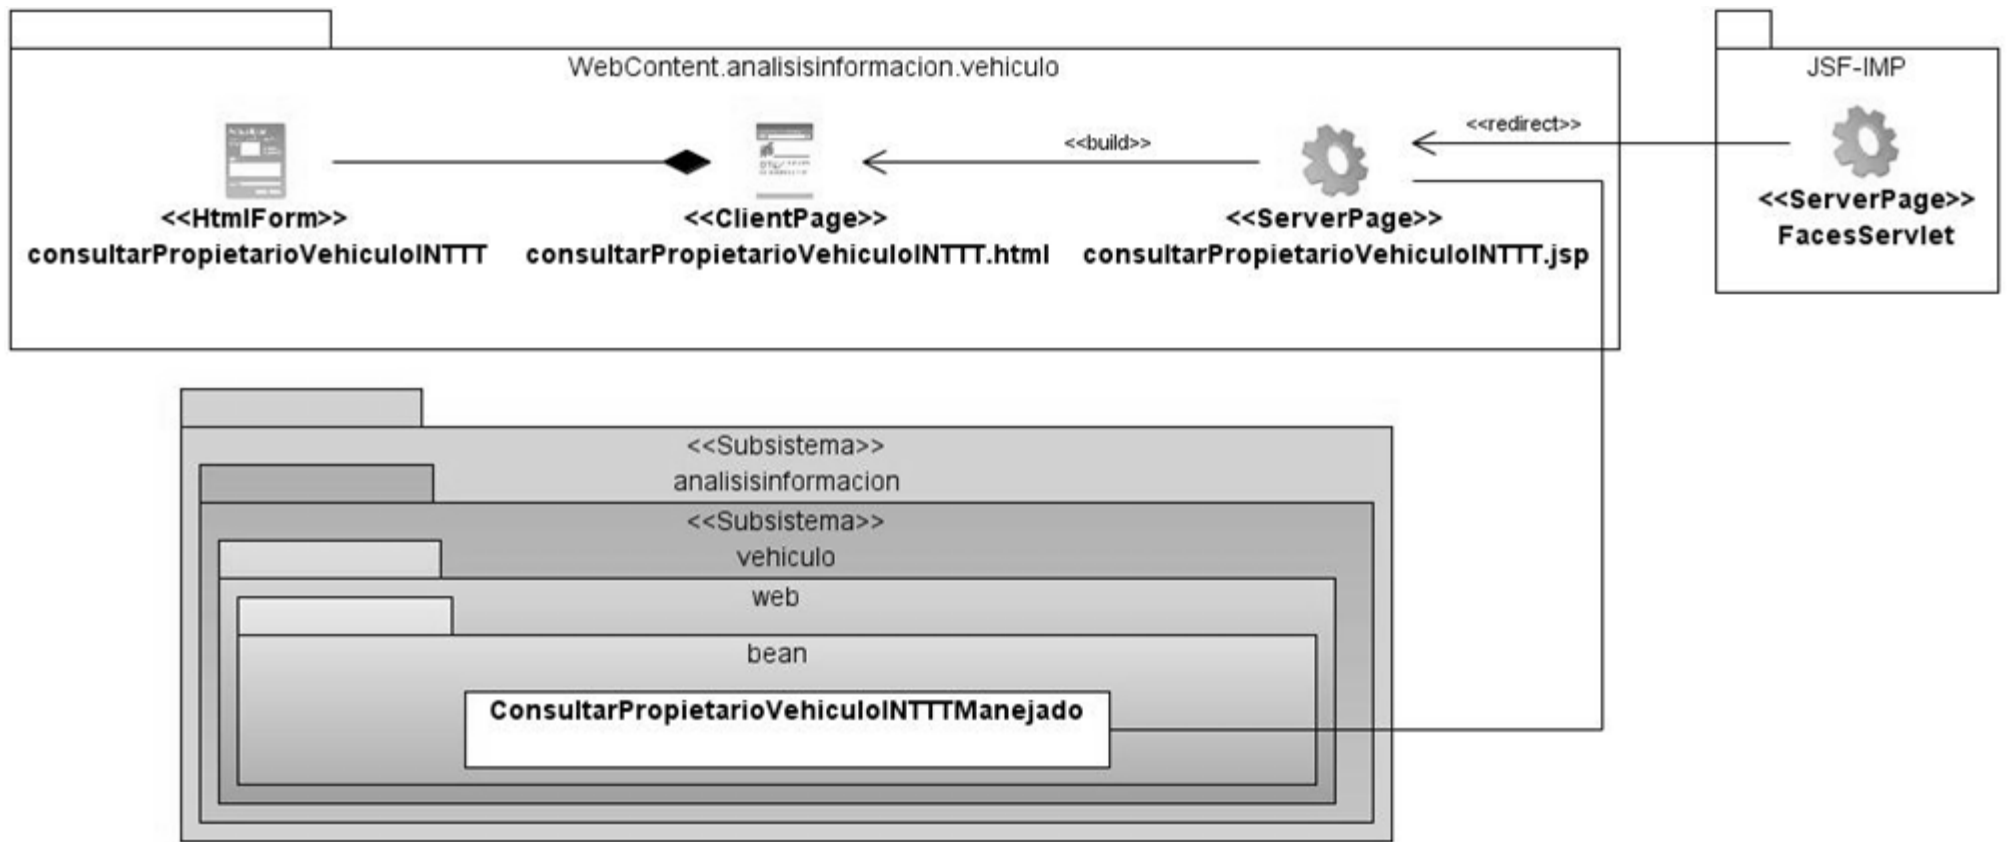 WebContent.analisisinformacion.vehiculo
JSF-IMP
<<build>>
<<redirect>>
<<HtmlForm>>
consultarPropietarioVehiculoINTTT
<<ClientPage>>
consultarPropietarioVehiculoINTTT.html
<<ServerPage>>
consultarPropietarioVehiculoINTTT.jsp
<<ServerPage>>
FacesServlet
<<Subsistema>>
analisisinformacion
<<Subsistema>>
vehiculo
web
bean
ConsultarPropietarioVehiculoINTTTManejado